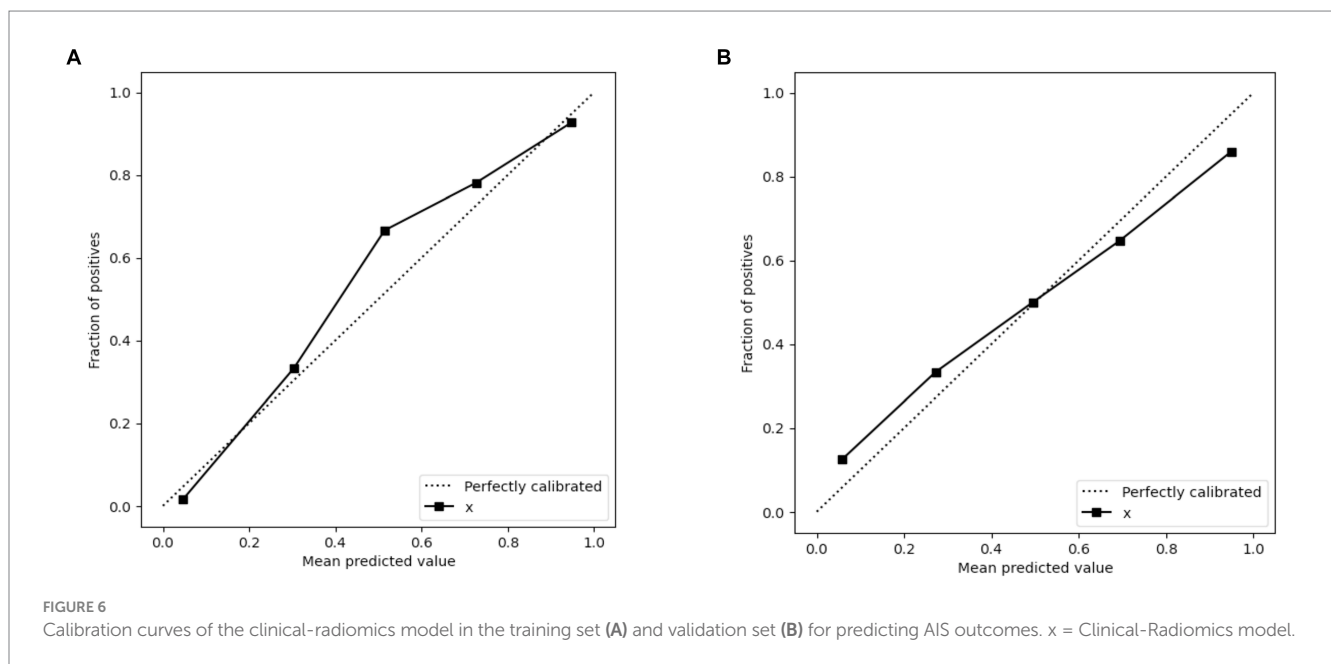 A
1.0
0.8
0.6
0.4
0.2
0.0
Fraction of positives
0.0 0.2 0.4 0.6 0.8 1.0
Mean predicted value
Perfectly calibrated
x
B
1.0
0.8
0.6
0.4
0.2
0.0
Fraction of positives
0.0 0.2 0.4 0.6 0.8 1.0
Mean predicted value
Perfectly calibrated
x
FIGURE 6
Calibration curves of the clinical-radiomics model in the training set (A) and validation set (B) for predicting AIS outcomes. x = Clinical-Radiomics model.